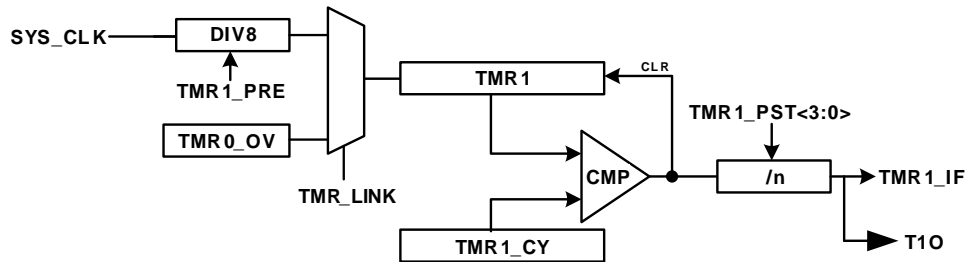 SYS_CLK
DIV8
TMR1_PRE
TMR0_OV
TMR_LINK
TMR1
CLR
CMP
TMR1_CY
TMR1_PST<3:0>
/n
TMR1_IF
T1O